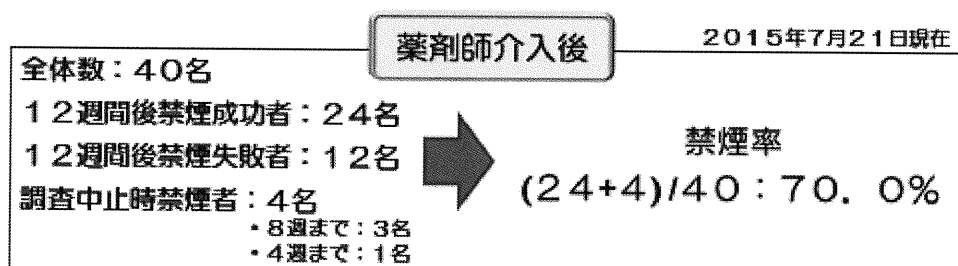 薬剤師介入後
2015年7月21日現在
全体数：40名
12週間後禁煙成功者：24名
12週間後禁煙失敗者：12名
調査中止時禁煙者：4名
・8週まで：3名
・4週まで：1名
禁煙率
(24+4)/40：70．0%